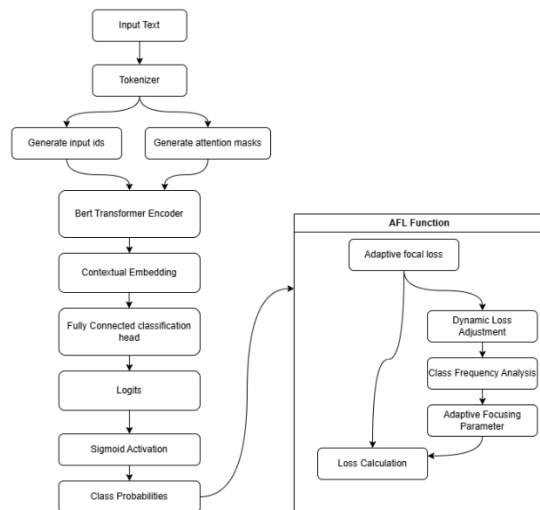 Input Text
Tokenizer
Generate input ids
Generate attention masks
Bert Transformer Encoder
Contextual Embedding
Fully Connected classification
head
Logits
Sigmoid Activation
Class Probabilities
AFL Function
Adaptive focal loss
Dynamic Loss
Adjustment
Class Frequency Analysis
Adaptive Focusing
Parameter
Loss Calculation